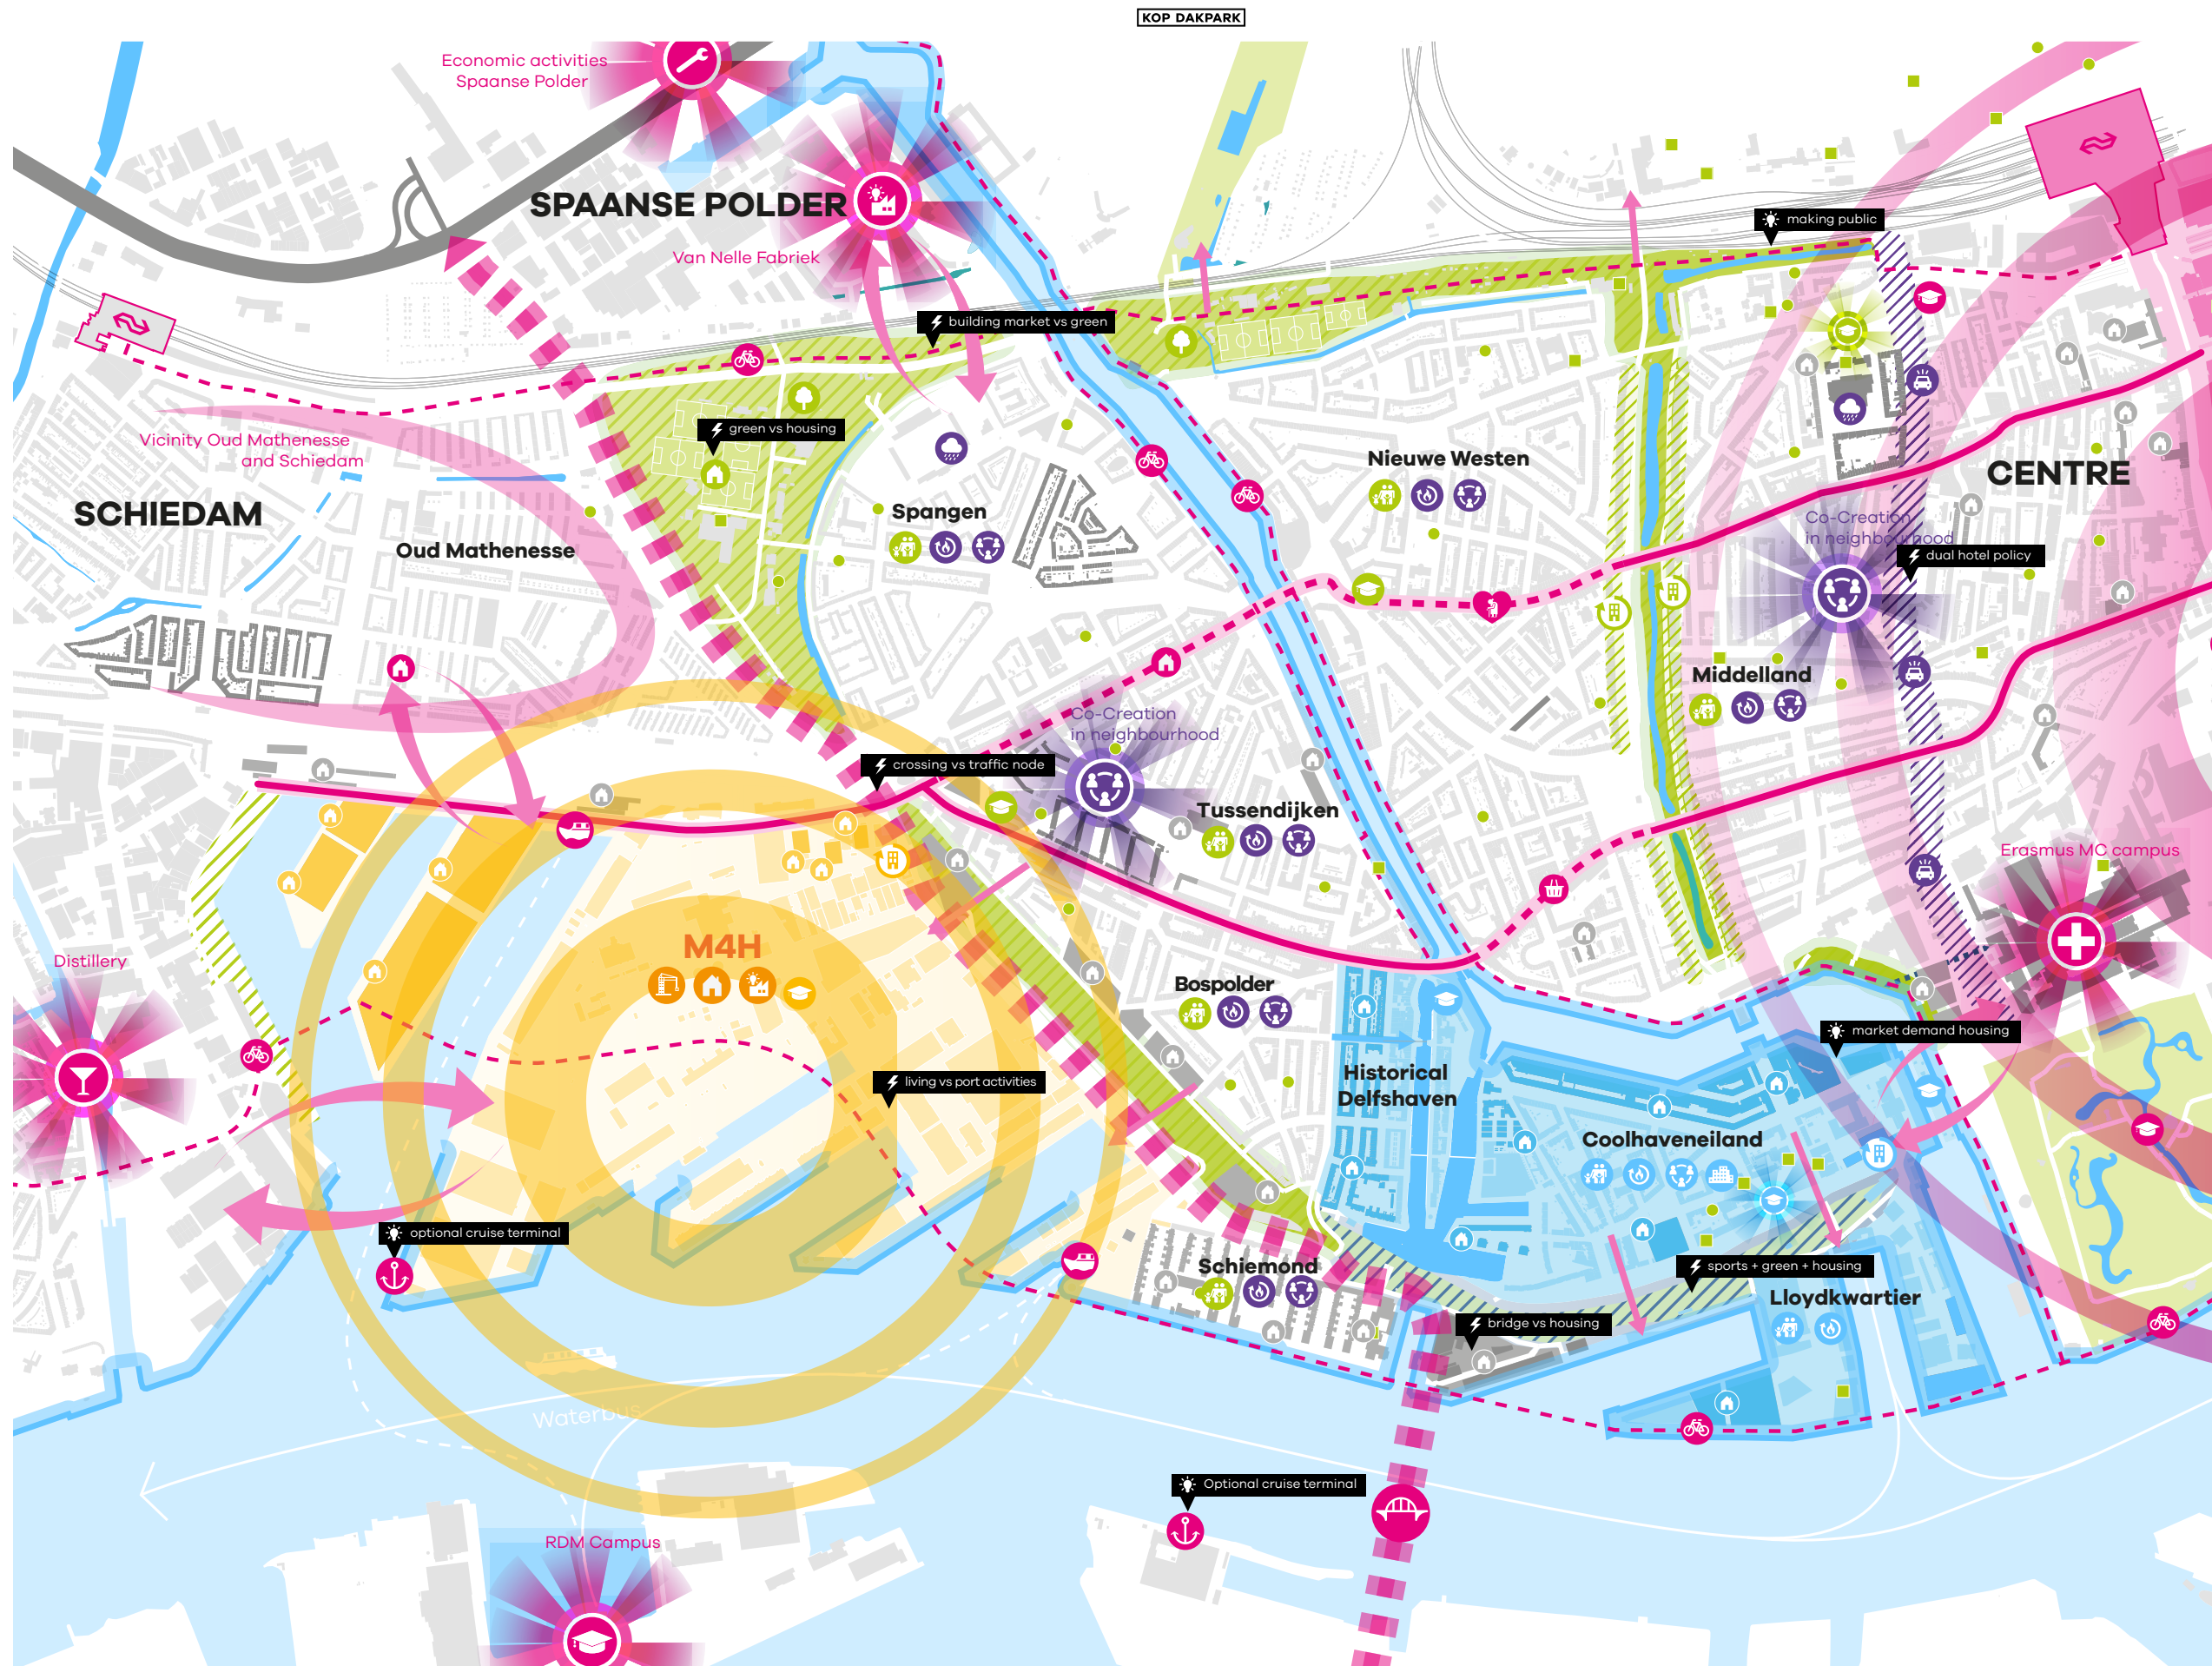 KOP DAKPARK
Economic activities
Spaanse Polder
SPAANSE POLDER
making public
Van Nelle Fabriek
building market vs green
green vs housing
Vicinity Oud Mathenesse
and Schiedam
Nieuwe Westen
CENTRE
SCHIEDAM
Spangen
Co-Creation
in neighbourhood
Oud Mathenesse
dual hotel policy
Middelland
Co-Creation
in neighbourhood
crossing vs traffic node
Tussendijken
Erasmus MC campus
M4H
Distillery
Bospolder
market demand housing
Historical
Delfshaven
living vs port activities
Coolhaveneiland
optional cruise terminal
Schiemond
sports + green + housing
Lloydkwartier
bridge vs housing
Waterbus
Optional cruise terminal
RDM Campus